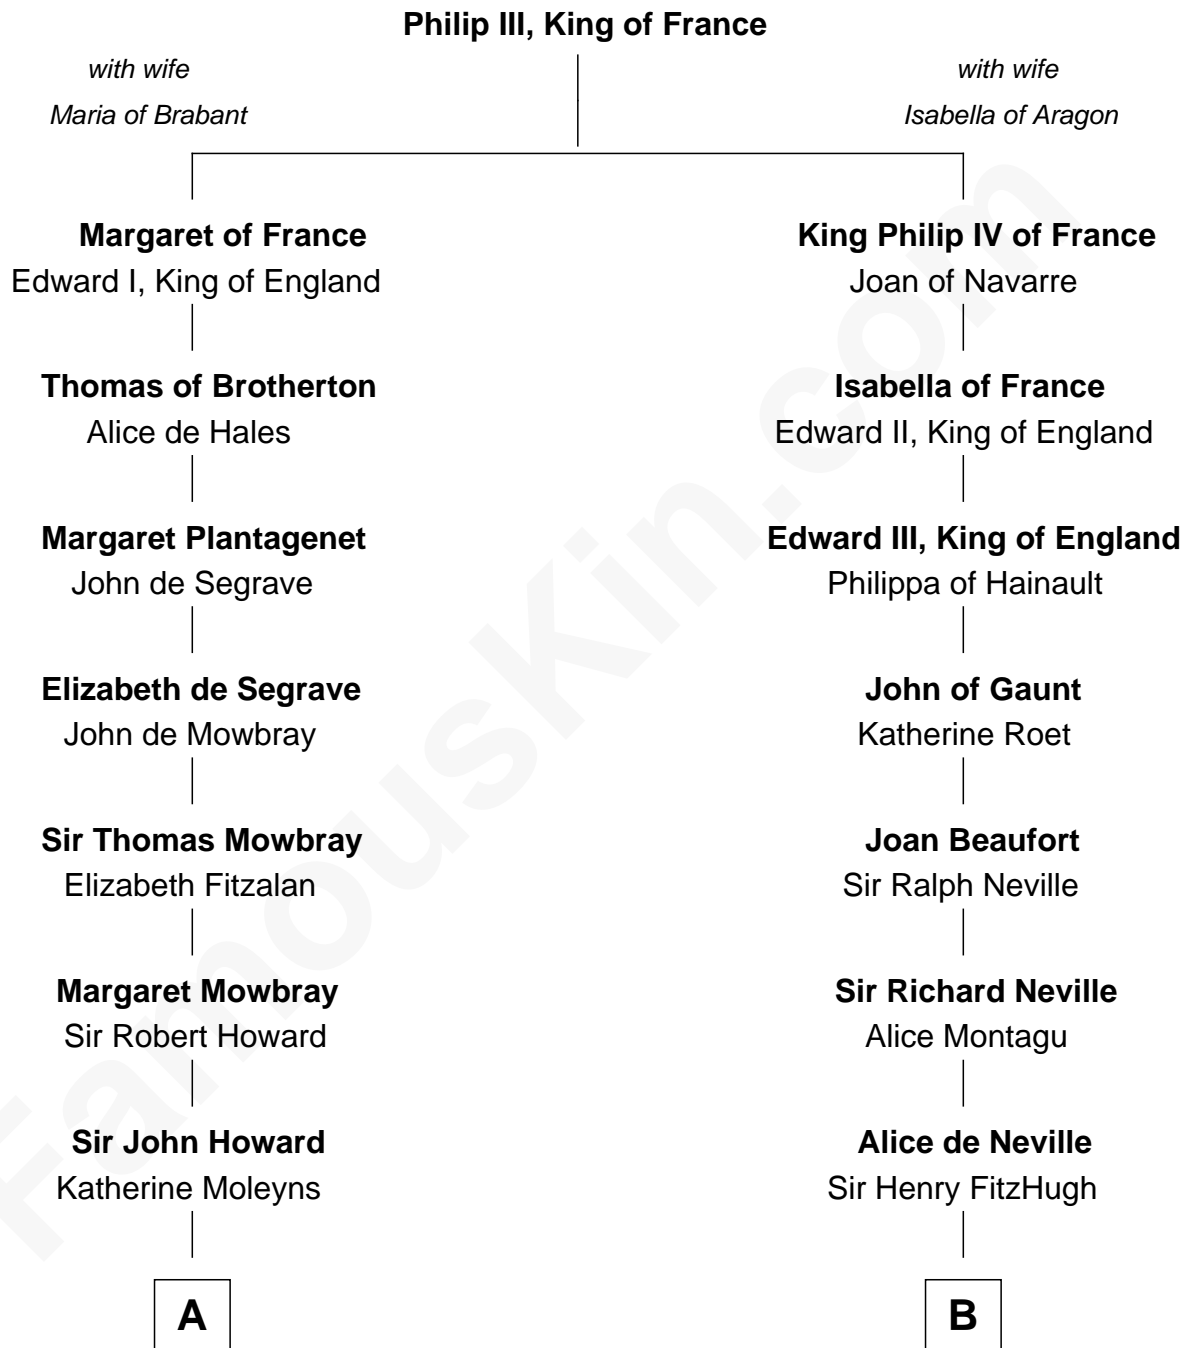 Philip III, King of France
with wife
Maria of Brabant
with wife
Isabella of Aragon
Margaret of France
Edward I, King of England
King Philip IV of France
Joan of Navarre
Thomas of Brotherton
Alice de Hales
Isabella of France
Edward II, King of England
Margaret Plantagenet
John de Segrave
Edward III, King of England
Philippa of Hainault
Elizabeth de Segrave
John de Mowbray
John of Gaunt
Katherine Roet
Sir Thomas Mowbray
Elizabeth Fitzalan
Joan Beaufort
Sir Ralph Neville
Margaret Mowbray
Sir Robert Howard
Sir Richard Neville
Alice Montagu
Sir John Howard
Katherine Moleyns
Alice de Neville
Sir Henry FitzHugh
A
B
FamousKin.com